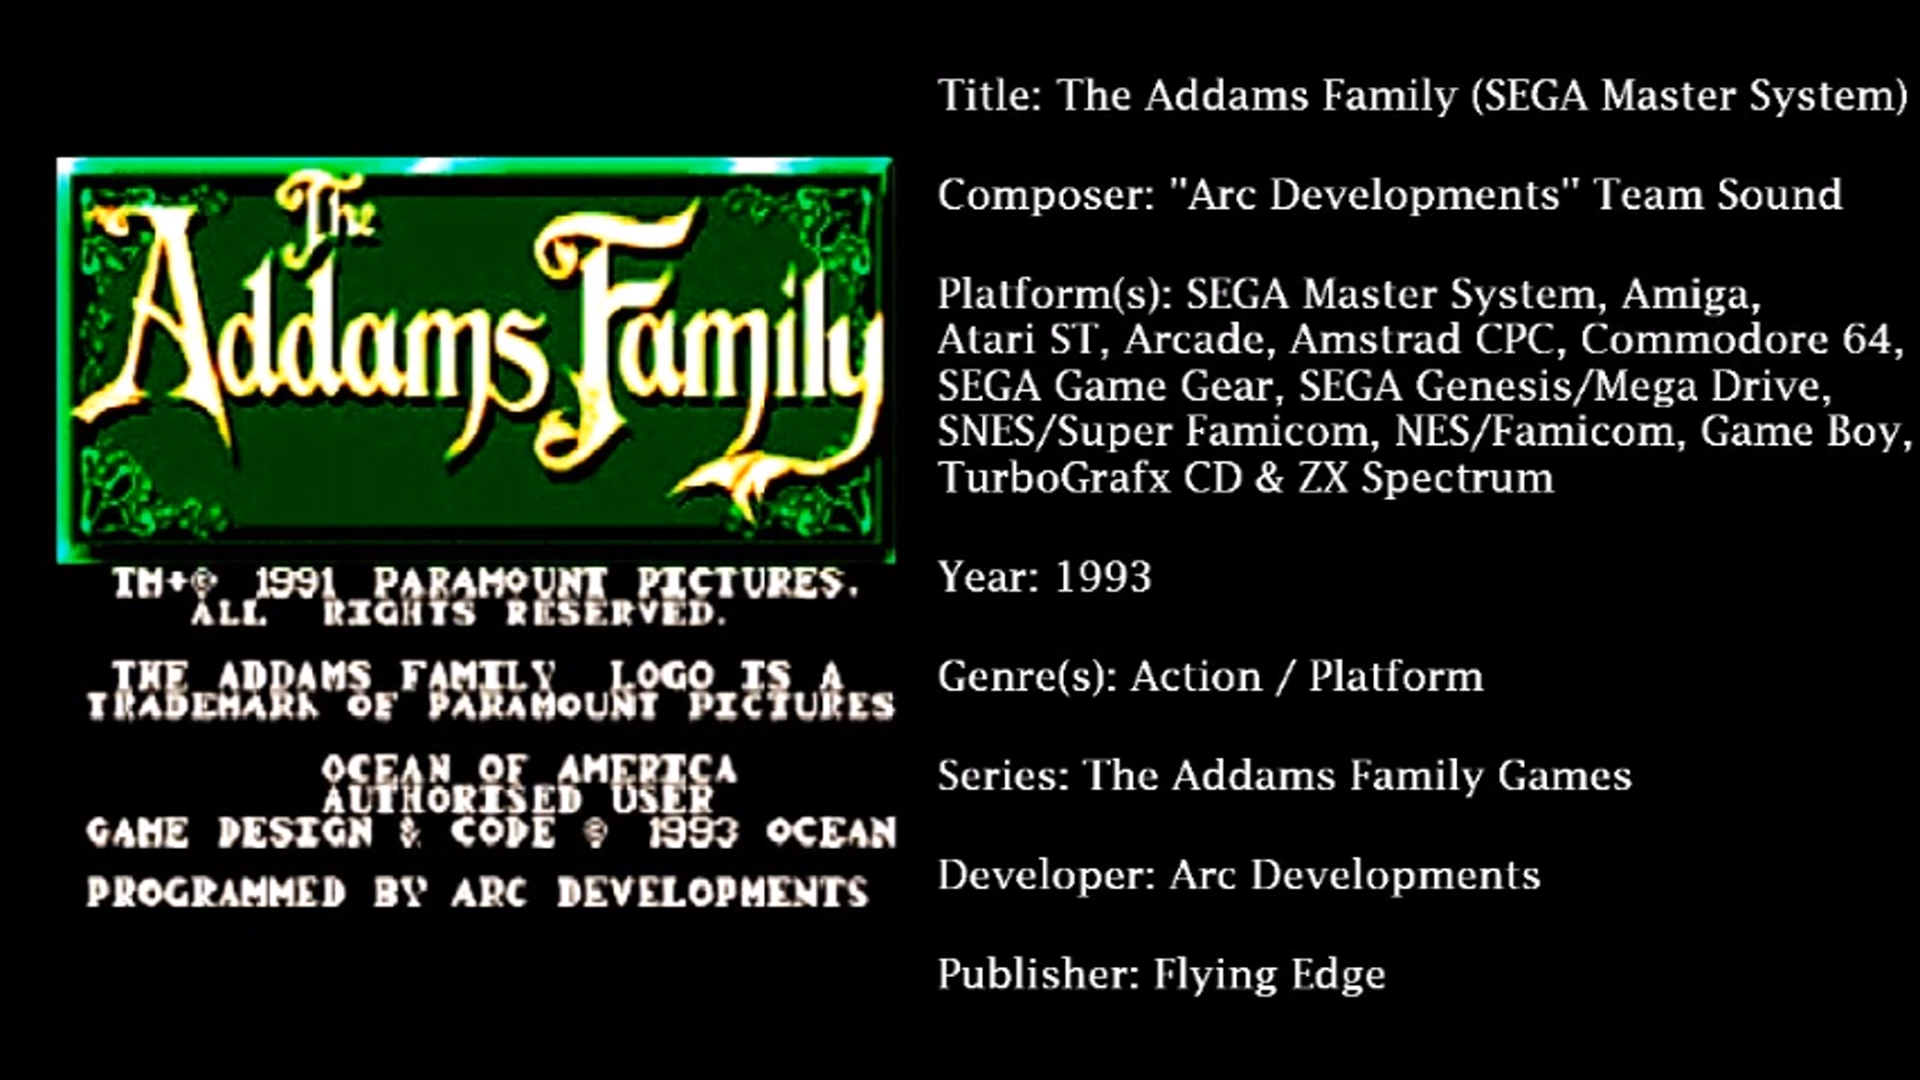 The
Addams Family
TM+© 1991 PARAMOUNT PICTURES.
ALL RIGHTS RESERVED.
THE ADDAMS FAMILY LOGO IS A
TRADEMARK OF PARAMOUNT PICTURES
OCEAN OF AMERICA
AUTHORISED USER
GAME DESIGN & CODE © 1993 OCEAN
PROGRAMMED BY ARC DEVELOPMENTS
Title: The Addams Family (SEGA Master System)
Composer: "Arc Developments" Team Sound
Platform(s): SEGA Master System, Amiga,
Atari ST, Arcade, Amstrad CPC, Commodore 64,
SEGA Game Gear, SEGA Genesis/Mega Drive,
SNES/Super Famicom, NES/Famicom, Game Boy,
TurboGrafx CD & ZX Spectrum
Year: 1993
Genre(s): Action / Platform
Series: The Addams Family Games
Developer: Arc Developments
Publisher: Flying Edge